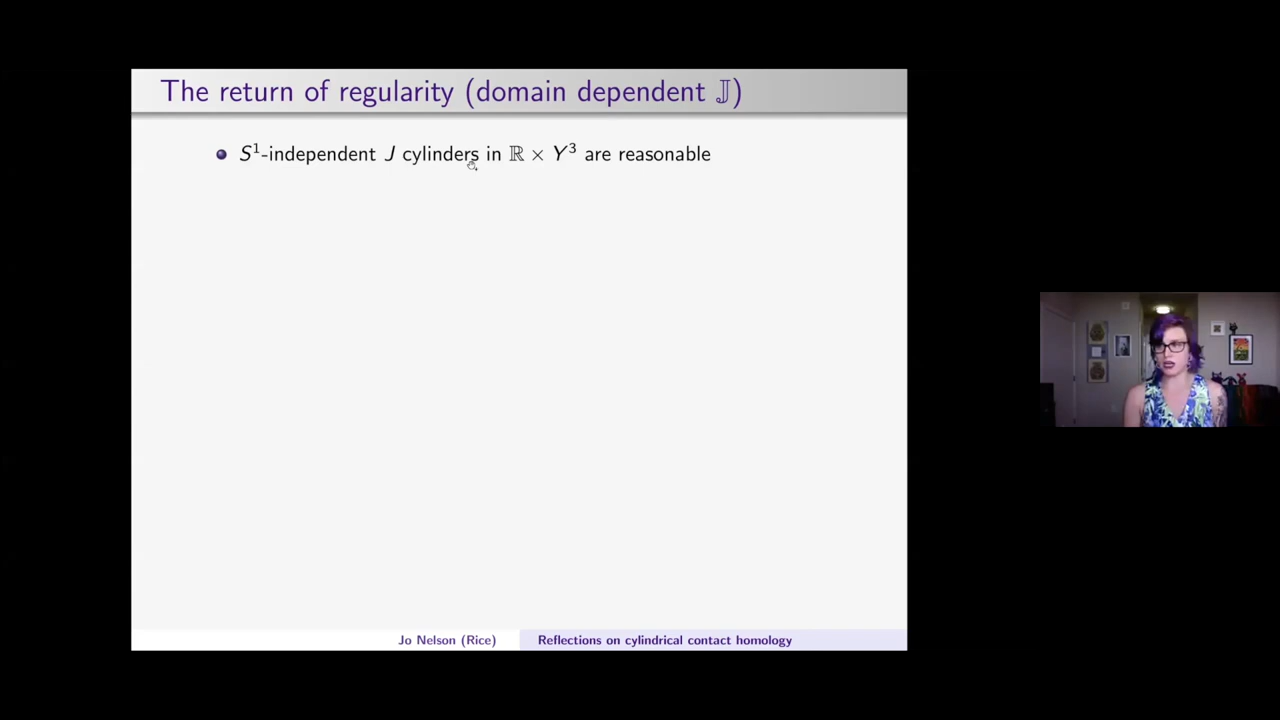 The return of regularity (domain dependent 𝕁)
S¹-independent J cylinders in ℝ × Y³ are reasonable
Jo Nelson (Rice) Reflections on cylindrical contact homology